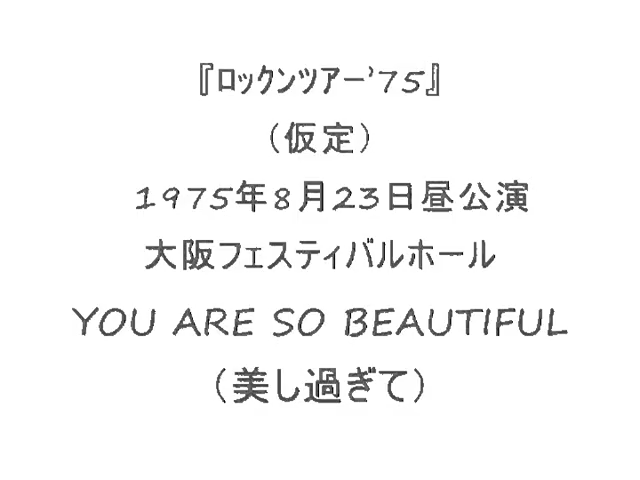 『ロックンツアー'75』
（仮定）
1975年8月23日昼公演
大阪フェスティバルホール
YOU ARE SO BEAUTIFUL
（美し過ぎて）